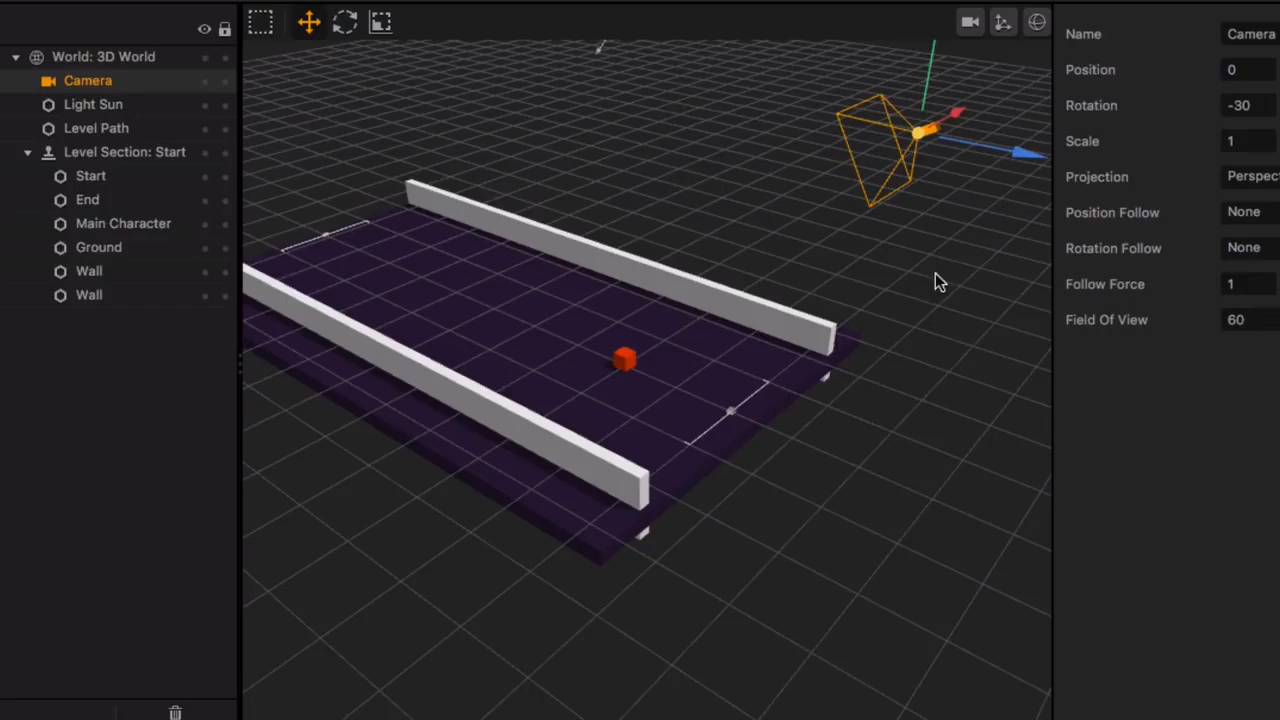 World: 3D World
Camera
Light Sun
Level Path
Level Section: Start
Start
End
Main Character
Ground
Wall
Wall
Name Camera
Position 0
Rotation -30
Scale 1
Projection Perspec
Position Follow None
Rotation Follow None
Follow Force 1
Field Of View 60